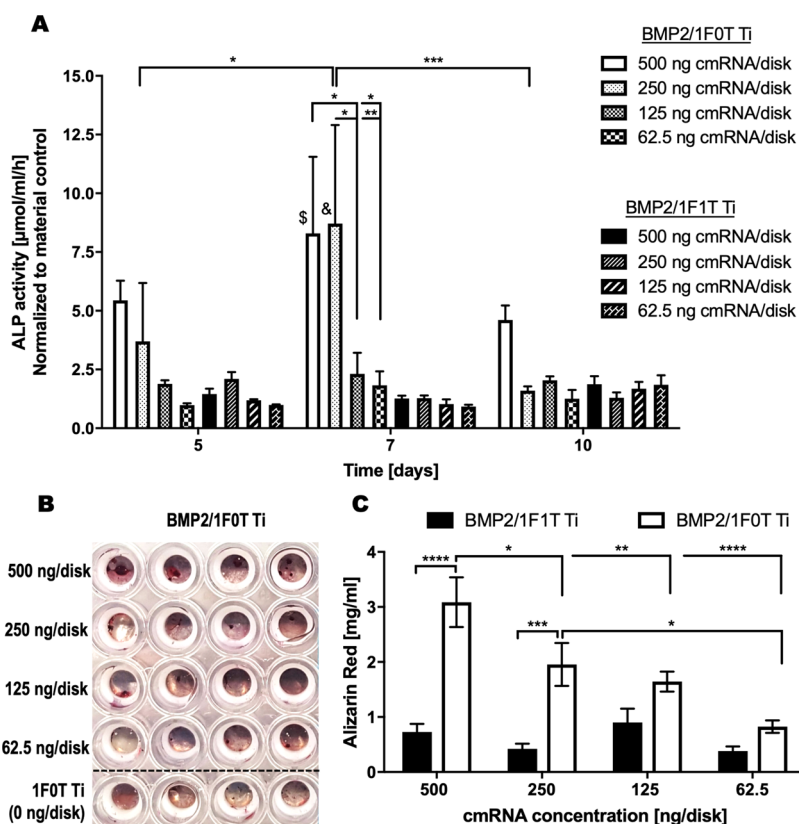 A
BMP2/1F0T Ti
500 ng cmRNA/disk
250 ng cmRNA/disk
125 ng cmRNA/disk
62.5 ng cmRNA/disk
BMP2/1F1T Ti
500 ng cmRNA/disk
250 ng cmRNA/disk
125 ng cmRNA/disk
62.5 ng cmRNA/disk
ALP activity [µmol/ml/h]
Normalized to material control
15.0
12.5
10.0
7.5
5.0
2.5
0.0
* ***
* *
* **
$ &
5 7 10
Time [days]
B
BMP2/1F0T Ti
500 ng/disk
250 ng/disk
125 ng/disk
62.5 ng/disk
1F0T Ti
(0 ng/disk)
C
BMP2/1F1T Ti BMP2/1F0T Ti
Alizarin Red [mg/ml]
4
3
2
1
0
**** * ** ****
*** *
500 250 125 62.5
cmRNA concentration [ng/disk]